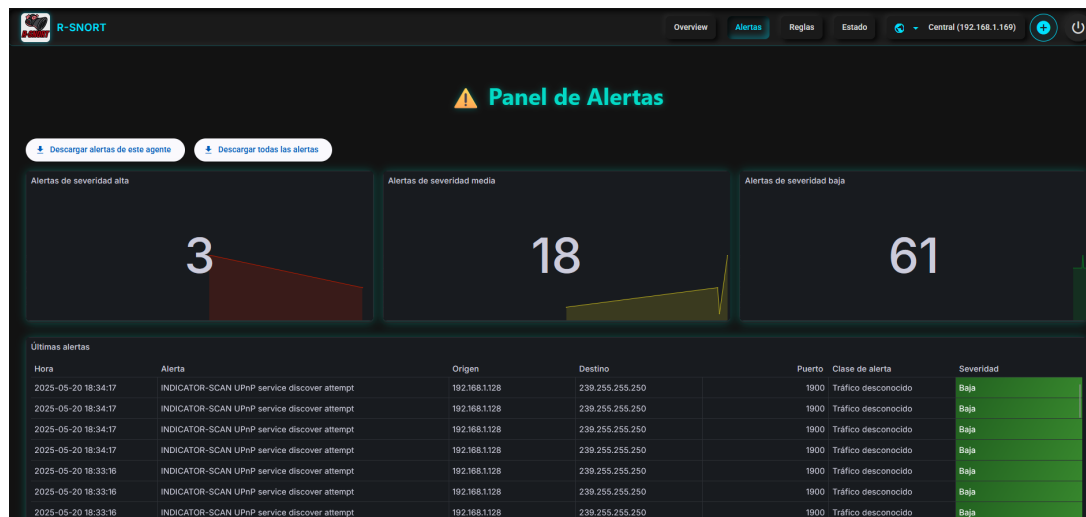 R-SNORT
Overview Alertas Reglas Estado Central (192.168.1.169)
Panel de Alertas
Descargar alertas de este agente Descargar todas las alertas
Alertas de severidad alta Alertas de severidad media Alertas de severidad baja
3 18 61
Últimas alertas
Hora Alerta Origen Destino Puerto Clase de alerta Severidad
2025-05-20 18:34:17 INDICATOR-SCAN UPnP service discover attempt 192.168.1.128 239.255.255.250 1900 Tráfico desconocido Baja
2025-05-20 18:34:17 INDICATOR-SCAN UPnP service discover attempt 192.168.1.128 239.255.255.250 1900 Tráfico desconocido Baja
2025-05-20 18:34:17 INDICATOR-SCAN UPnP service discover attempt 192.168.1.128 239.255.255.250 1900 Tráfico desconocido Baja
2025-05-20 18:34:17 INDICATOR-SCAN UPnP service discover attempt 192.168.1.128 239.255.255.250 1900 Tráfico desconocido Baja
2025-05-20 18:33:16 INDICATOR-SCAN UPnP service discover attempt 192.168.1.128 239.255.255.250 1900 Tráfico desconocido Baja
2025-05-20 18:33:16 INDICATOR-SCAN UPnP service discover attempt 192.168.1.128 239.255.255.250 1900 Tráfico desconocido Baja
2025-05-20 18:33:16 INDICATOR-SCAN UPnP service discover attempt 192.168.1.128 239.255.255.250 1900 Tráfico desconocido Baja